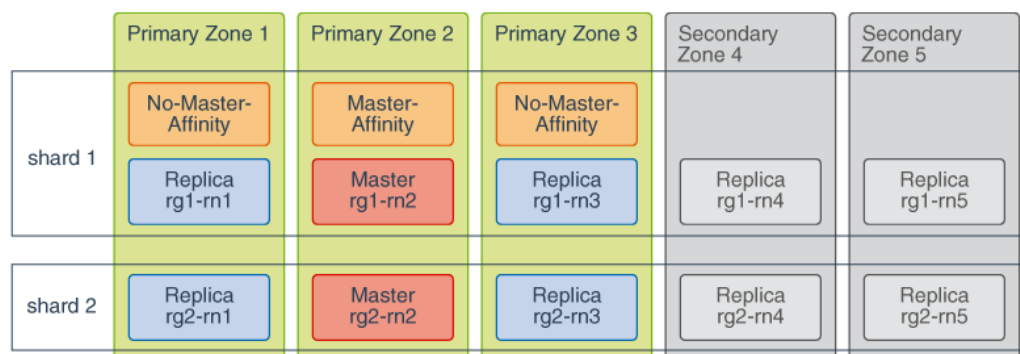 Primary Zone 1
Primary Zone 2
Primary Zone 3
Secondary
Zone 4
Secondary
Zone 5
shard 1
No-Master-
Affinity
Master-
Affinity
No-Master-
Affinity
Replica
rg1-rn1
Master
rg1-rn2
Replica
rg1-rn3
Replica
rg1-rn4
Replica
rg1-rn5
shard 2
Replica
rg2-rn1
Master
rg2-rn2
Replica
rg2-rn3
Replica
rg2-rn4
Replica
rg2-rn5